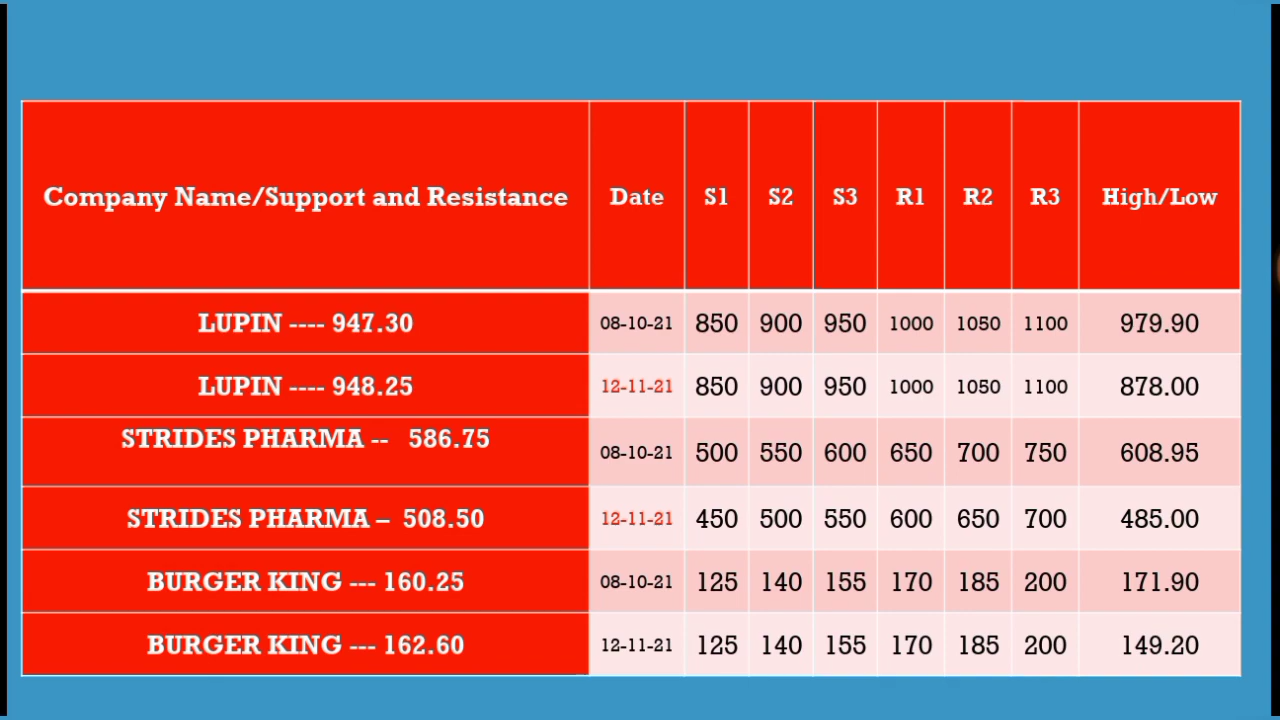 Company Name/Support and Resistance Date S1 S2 S3 R1 R2 R3 High/Low
LUPIN ---- 947.30 08-10-21 850 900 950 1000 1050 1100 979.90
LUPIN ---- 948.25 12-11-21 850 900 950 1000 1050 1100 878.00
STRIDES PHARMA -- 586.75 08-10-21 500 550 600 650 700 750 608.95
STRIDES PHARMA – 508.50 12-11-21 450 500 550 600 650 700 485.00
BURGER KING --- 160.25 08-10-21 125 140 155 170 185 200 171.90
BURGER KING --- 162.60 12-11-21 125 140 155 170 185 200 149.20